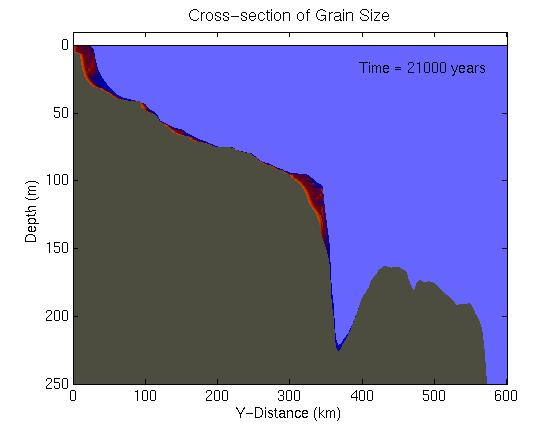 Cross-section of Grain Size
Time = 21000 years
0
50
100
150
200
250
Depth (m)
0 100 200 300 400 500 600
Y-Distance (km)